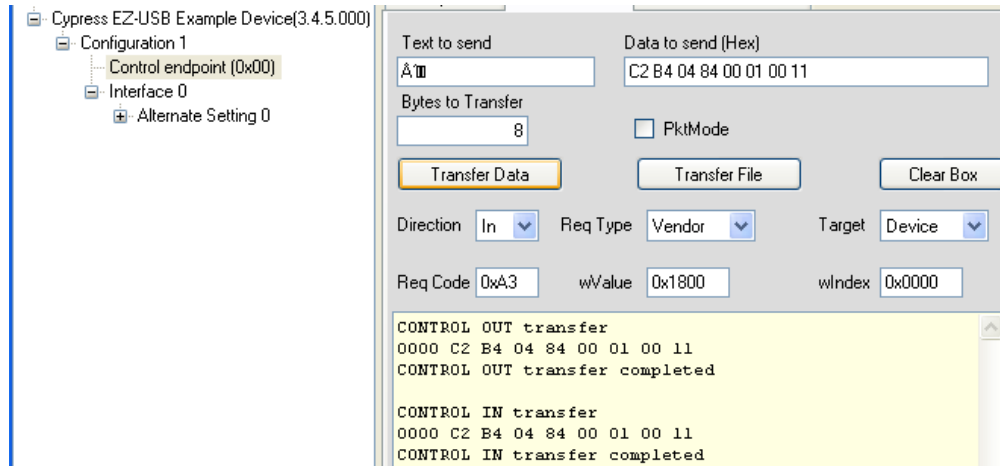 Cypress EZ-USB Example Device(3.4.5.000)
Configuration 1
Control endpoint (0x00)
Interface 0
Alternate Setting 0
Text to send Data to send (Hex)
C2 B4 04 84 00 01 00 11
Bytes to Transfer
8 PktMode
Transfer Data Transfer File Clear Box
Direction In Req Type Vendor Target Device
Req Code 0xA3 wValue 0x1800 wIndex 0x0000
CONTROL OUT transfer
0000 C2 B4 04 84 00 01 00 11
CONTROL OUT transfer completed
CONTROL IN transfer
0000 C2 B4 04 84 00 01 00 11
CONTROL IN transfer completed